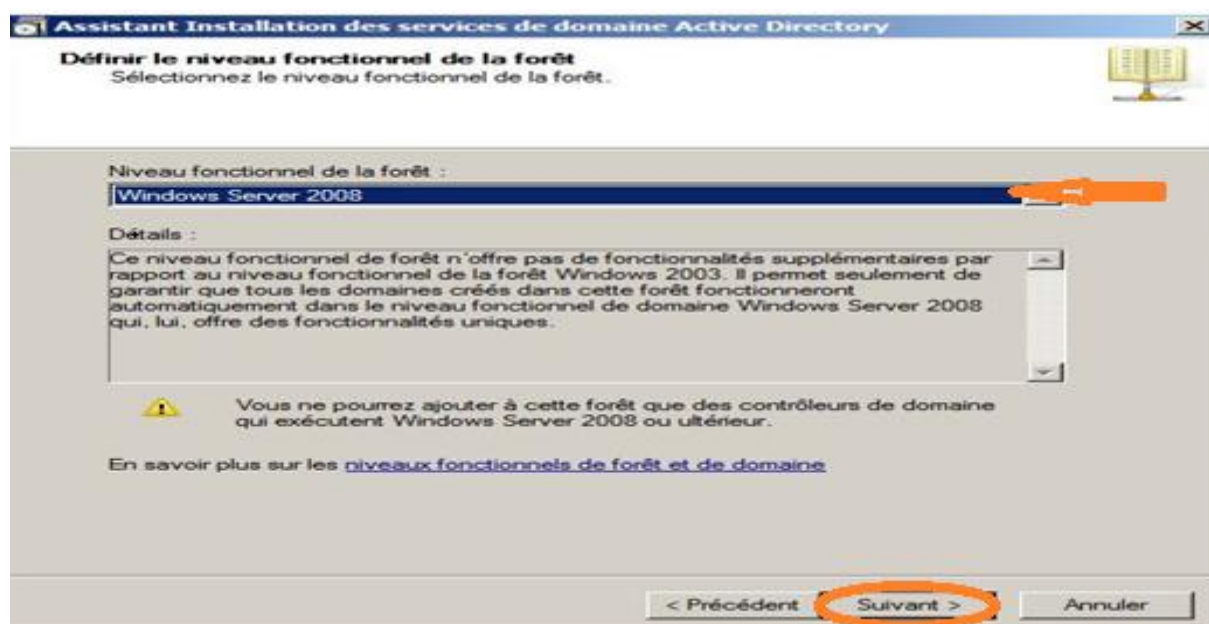 Assistant Installation des services de domaine Active Directory
Définir le niveau fonctionnel de la forêt
Sélectionnez le niveau fonctionnel de la forêt.
Niveau fonctionnel de la forêt :
Windows Server 2008
Détails :
Ce niveau fonctionnel de forêt n'offre pas de fonctionnalités supplémentaires par
rapport au niveau fonctionnel de la forêt Windows 2003. Il permet seulement de
garantir que tous les domaines créés dans cette forêt fonctionneront
automatiquement dans le niveau fonctionnel de domaine Windows Server 2008
qui, lui, offre des fonctionnalités uniques.
Vous ne pourrez ajouter à cette forêt que des contrôleurs de domaine
qui exécutent Windows Server 2008 ou ultérieur.
En savoir plus sur les niveaux fonctionnels de forêt et de domaine
< Précédent Suivant > Annuler